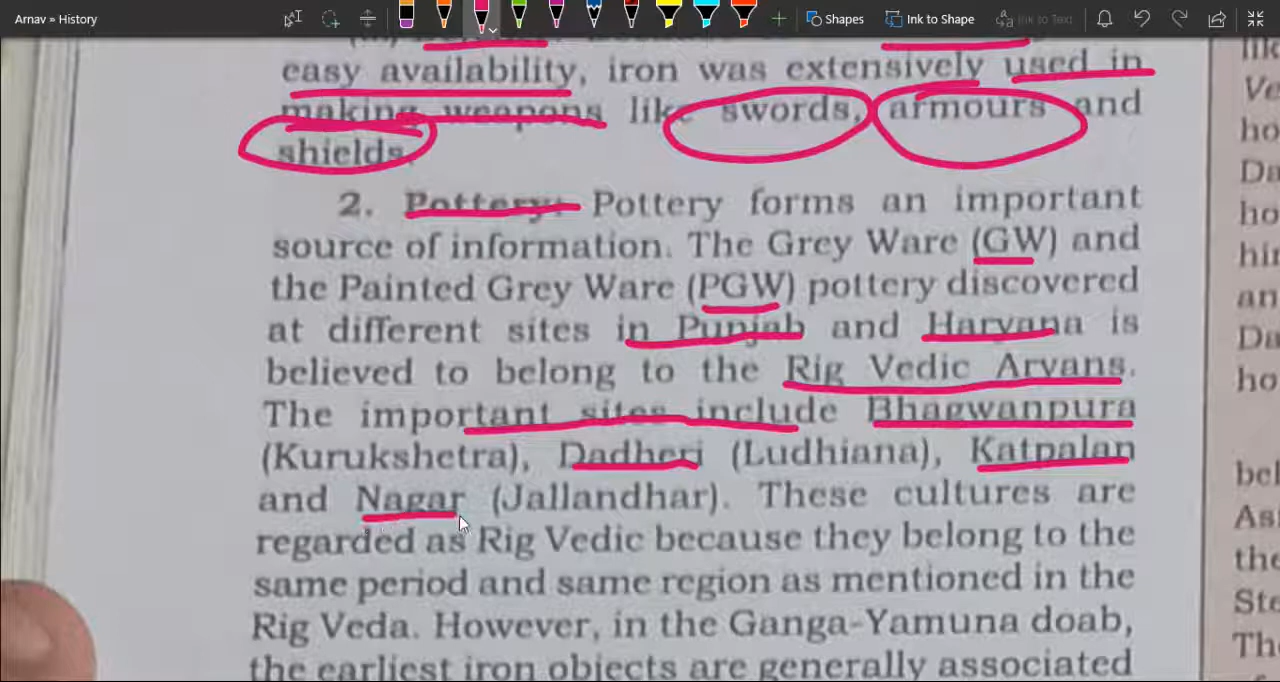 Arnav » History
Shapes
Ink to Shape
Ink to Text
easy availability, iron was extensively used in
making weapons like swords, armours and
shields.
2. Pottery: Pottery forms an important
source of information. The Grey Ware (GW) and
the Painted Grey Ware (PGW) pottery discovered
at different sites in Punjab and Haryana is
believed to belong to the Rig Vedic Aryans.
The important sites include Bhagwanpura
(Kurukshetra), Dadheri (Ludhiana), Katpalan
and Nagar (Jallandhar). These cultures are
regarded as Rig Vedic because they belong to the
same period and same region as mentioned in the
Rig Veda. However, in the Ganga-Yamuna doab,
the earliest iron objects are generally associated